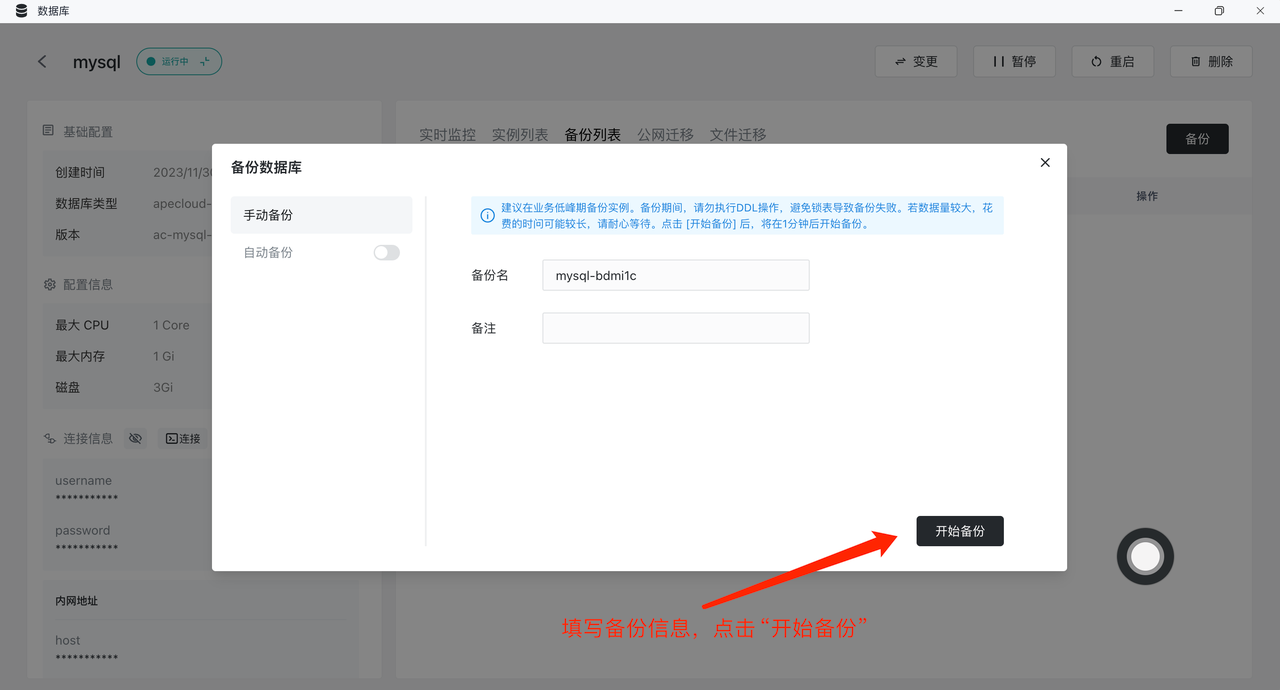 数据库
mysql
运行中
变更
暂停
重启
删除
基础配置
创建时间 2023/11/30
数据库类型 apecloud-
版本 ac-mysql-
配置信息
最大 CPU 1 Core
最大内存 1 Gi
磁盘 3Gi
连接信息
连接
username
***********
password
***********
内网地址
host
***********
实时监控 实例列表 备份列表 公网迁移 文件迁移
备份
操作
备份数据库
手动备份
自动备份
建议在业务低峰期备份实例。备份期间，请勿执行DDL操作，避免锁表导致备份失败。若数据量较大，花
费的时间可能较长，请耐心等待。点击 [开始备份] 后，将在1分钟后开始备份。
备份名 mysql-bdmi1c
备注
开始备份
填写备份信息，点击“开始备份”